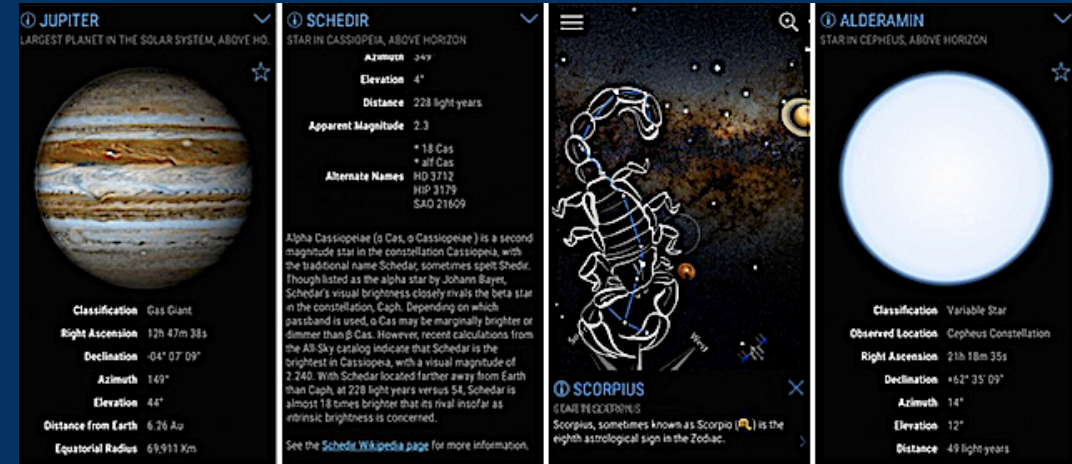 JUPITER
LARGEST PLANET IN THE SOLAR SYSTEM, ABOVE HO.
Classification Gas Giant
Right Ascension 12h 47m 38s
Declination -04° 07' 09"
Azimuth 149°
Elevation 44°
Distance from Earth 6.26 Au
Equatorial Radius 69,911 Km
SCHEDIR
STAR IN CASSIOPEIA, ABOVE HORIZON
Azimuth 349°
Elevation 4°
Distance 228 light-years
Apparent Magnitude 2.3
* 18 Cas
* alf Cas
Alternate Names HD 3712
HIP 3179
SAO 21609
Alpha Cassiopeiae (α Cas, α Cassiopeiae ) is a second
magnitude star in the constellation Cassiopeia, with
the traditional name Schedar, sometimes spelt Shedir.
Though listed as the alpha star by Johann Bayer,
Schedar's visual brightness closely rivals the beta star
in the constellation, Caph. Depending on which
passband is used, α Cas may be marginally brighter or
dimmer than β Cas. However, recent calculations from
the All-Sky catalog indicate that Schedar is the
brightest in Cassiopeia, with a visual magnitude of
2.240. With Schedar located farther away from Earth
than Caph, at 228 light years versus 54, Schedar is
almost 18 times brighter that its rival insofar as
intrinsic brightness is concerned.
See the Schedir Wikipedia page for more information.
West
SCORPIUS
Scorpius, sometimes known as Scorpio (♏) is the
eighth astrological sign in the Zodiac.
ALDERAMIN
STAR IN CEPHEUS, ABOVE HORIZON
Classification Variable Star
Observed Location Cepheus Constellation
Right Ascension 21h 18m 35s
Declination +62° 35' 09"
Azimuth 14°
Elevation 12°
Distance 49 light-years